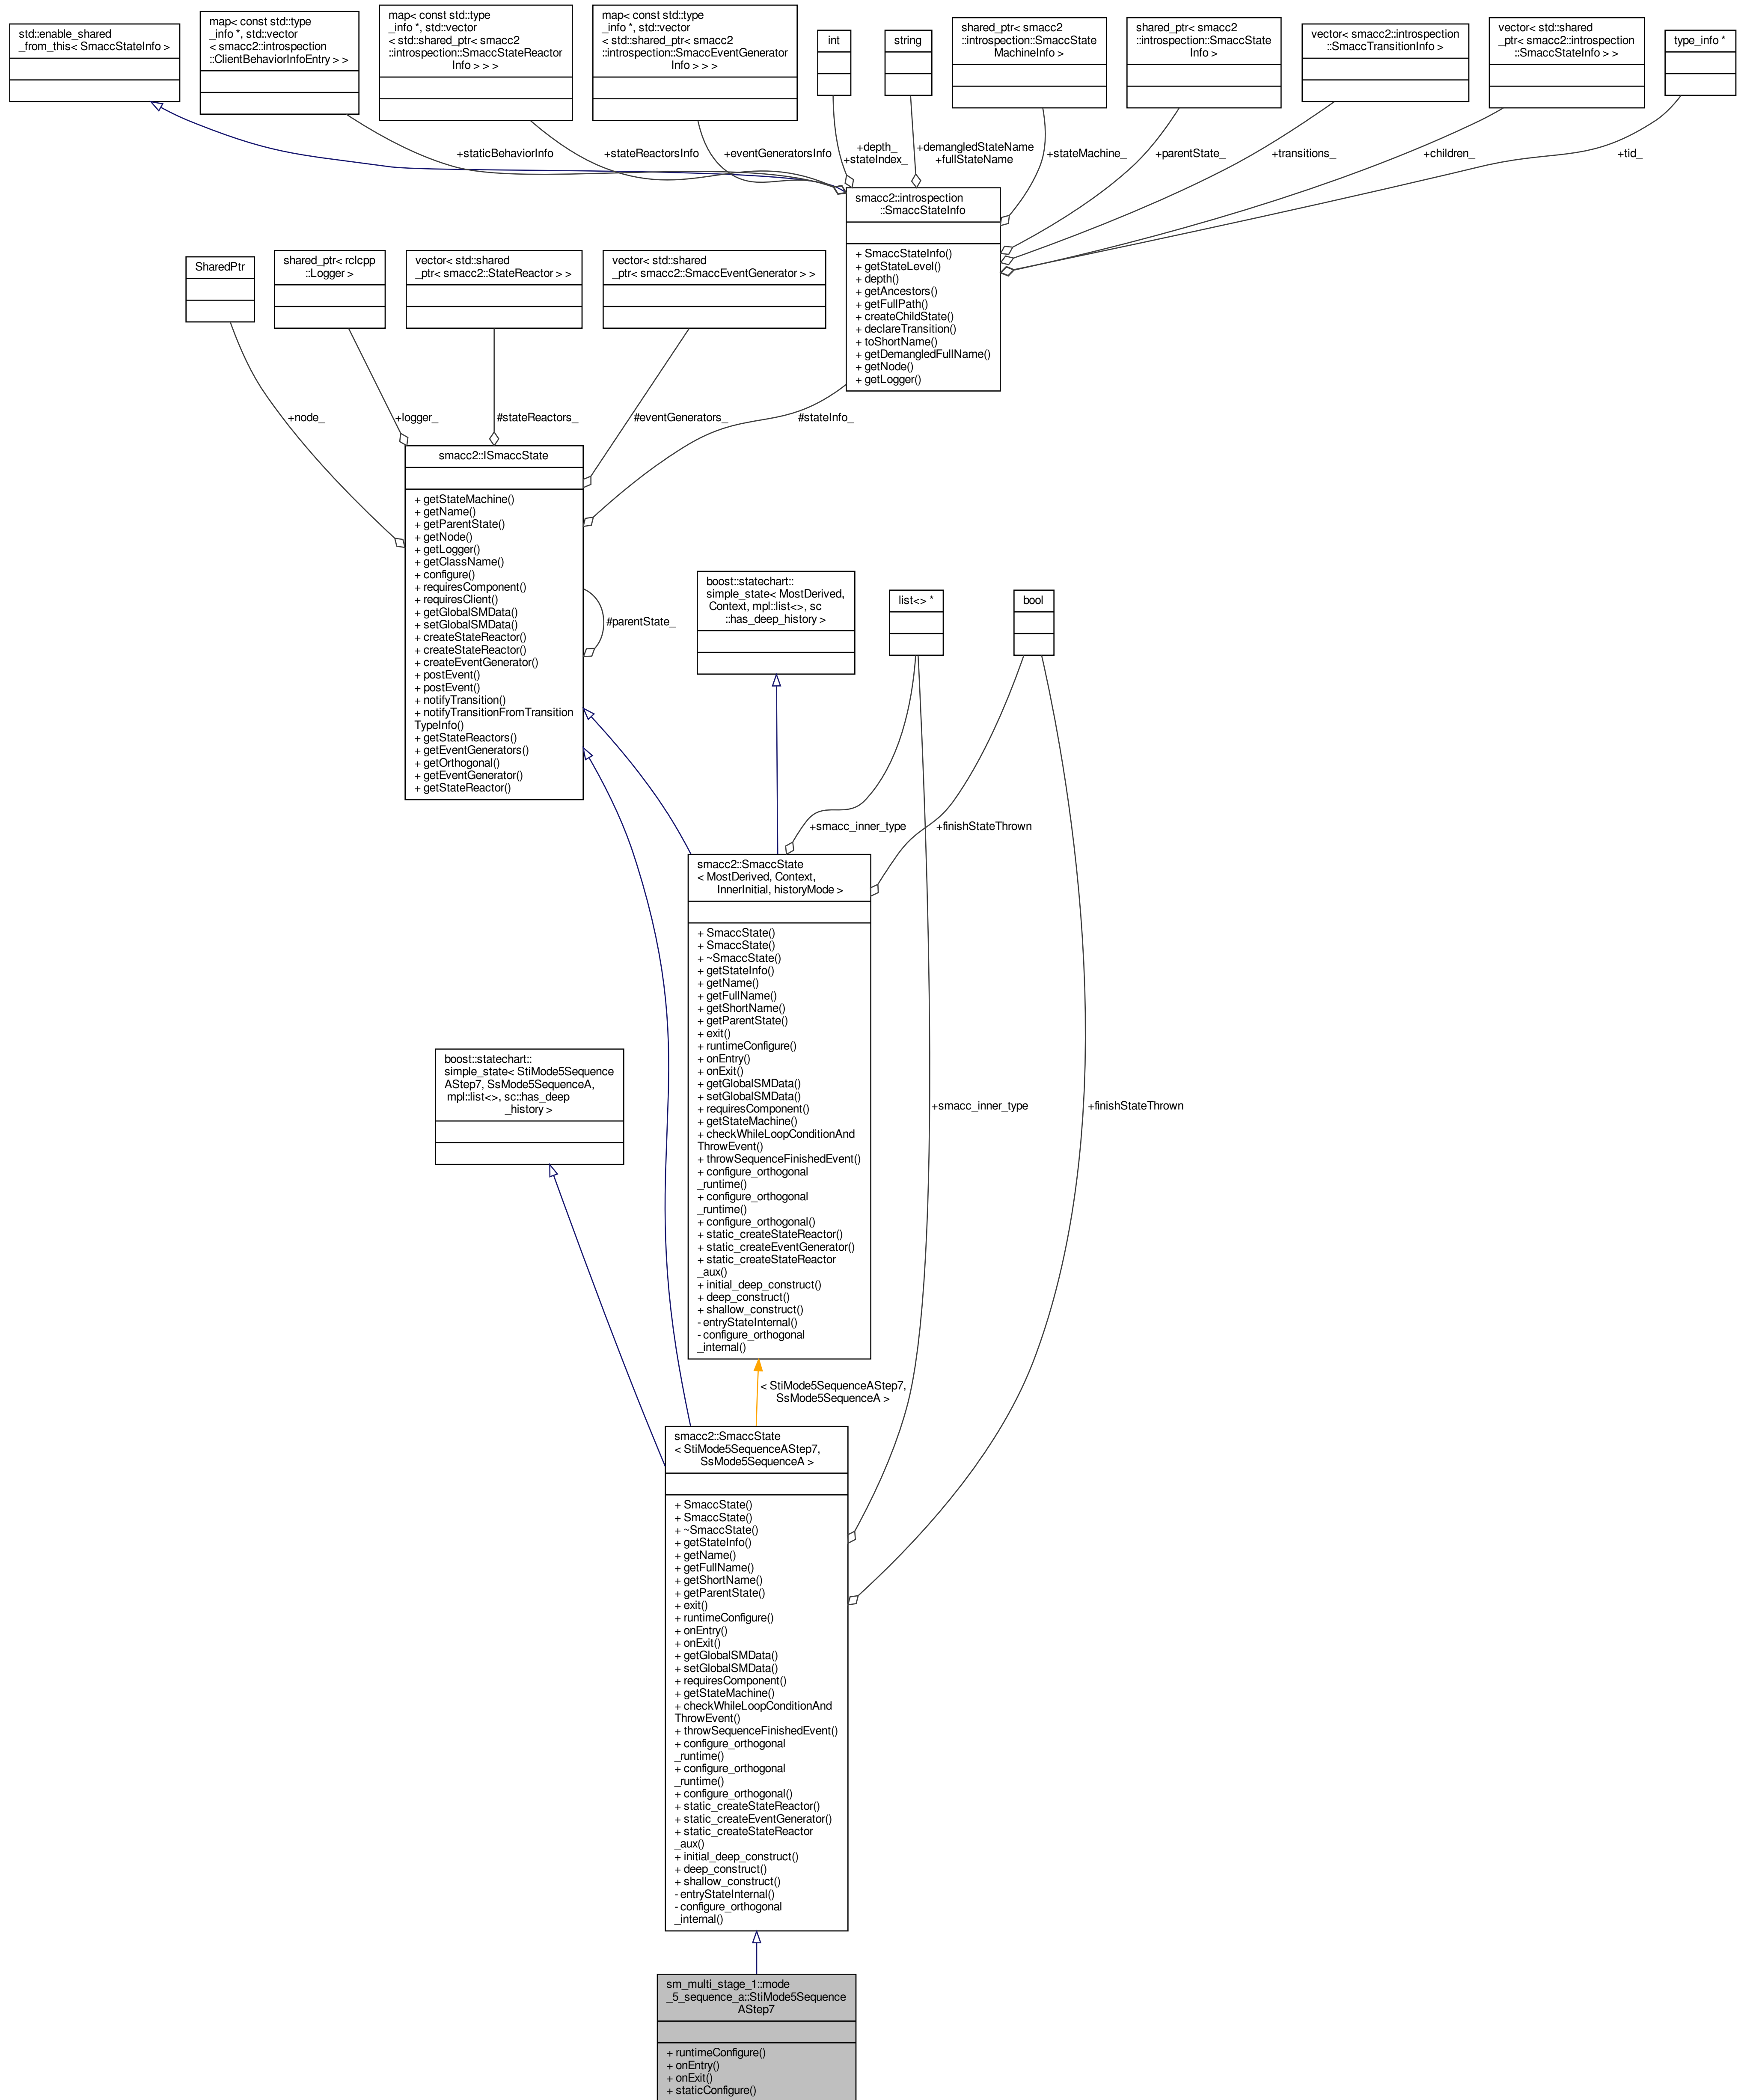 std::enable_shared
_from_this< SmaccStateInfo >
map< const std::type
_info *, std::vector
< smacc2::introspection
::ClientBehaviorInfoEntry > >
map< const std::type
_info *, std::vector
< std::shared_ptr< smacc2
::introspection::SmaccStateReactor
Info > > >
map< const std::type
_info *, std::vector
< std::shared_ptr< smacc2
::introspection::SmaccEventGenerator
Info > > >
int
string
shared_ptr< smacc2
::introspection::SmaccState
MachineInfo >
shared_ptr< smacc2
::introspection::SmaccState
Info >
vector< smacc2::introspection
::SmaccTransitionInfo >
vector< std::shared
_ptr< smacc2::introspection
::SmaccStateInfo > >
type_info *
+staticBehaviorInfo
+stateReactorsInfo
+eventGeneratorsInfo
+depth_
+stateIndex_
+demangledStateName
+fullStateName
+stateMachine_
+parentState_
+transitions_
+children_
+tid_
smacc2::introspection
::SmaccStateInfo
+ SmaccStateInfo()
+ getStateLevel()
+ depth()
+ getAncestors()
+ getFullPath()
+ createChildState()
+ declareTransition()
+ toShortName()
+ getDemangledFullName()
+ getNode()
+ getLogger()
SharedPtr
shared_ptr< rclcpp
::Logger >
vector< std::shared
_ptr< smacc2::StateReactor > >
vector< std::shared
_ptr< smacc2::SmaccEventGenerator > >
+node_
+logger_
#stateReactors_
#eventGenerators_
#stateInfo_
smacc2::ISmaccState
+ getStateMachine()
+ getName()
+ getParentState()
+ getNode()
+ getLogger()
+ getClassName()
+ configure()
+ requiresComponent()
+ requiresClient()
+ getGlobalSMData()
+ setGlobalSMData()
+ createStateReactor()
+ createStateReactor()
+ createEventGenerator()
+ postEvent()
+ postEvent()
+ notifyTransition()
+ notifyTransitionFromTransition
TypeInfo()
+ getStateReactors()
+ getEventGenerators()
+ getOrthogonal()
+ getEventGenerator()
+ getStateReactor()
#parentState_
boost::statechart::
simple_state< MostDerived,
Context, mpl::list<>, sc
::has_deep_history >
list<> *
bool
+smacc_inner_type
+finishStateThrown
smacc2::SmaccState
< MostDerived, Context,
InnerInitial, historyMode >
+ SmaccState()
+ SmaccState()
+ ~SmaccState()
+ getStateInfo()
+ getName()
+ getFullName()
+ getShortName()
+ getParentState()
+ exit()
+ runtimeConfigure()
+ onEntry()
+ onExit()
+ getGlobalSMData()
+ setGlobalSMData()
+ requiresComponent()
+ getStateMachine()
+ checkWhileLoopConditionAnd
ThrowEvent()
+ throwSequenceFinishedEvent()
+ configure_orthogonal
_runtime()
+ configure_orthogonal
_runtime()
+ configure_orthogonal()
+ static_createStateReactor()
+ static_createEventGenerator()
+ static_createStateReactor
_aux()
+ initial_deep_construct()
+ deep_construct()
+ shallow_construct()
- entryStateInternal()
- configure_orthogonal
_internal()
boost::statechart::
simple_state< StiMode5Sequence
AStep7, SsMode5SequenceA,
mpl::list<>, sc::has_deep
_history >
+smacc_inner_type
+finishStateThrown
< StiMode5SequenceAStep7,
SsMode5SequenceA >
smacc2::SmaccState
< StiMode5SequenceAStep7,
SsMode5SequenceA >
+ SmaccState()
+ SmaccState()
+ ~SmaccState()
+ getStateInfo()
+ getName()
+ getFullName()
+ getShortName()
+ getParentState()
+ exit()
+ runtimeConfigure()
+ onEntry()
+ onExit()
+ getGlobalSMData()
+ setGlobalSMData()
+ requiresComponent()
+ getStateMachine()
+ checkWhileLoopConditionAnd
ThrowEvent()
+ throwSequenceFinishedEvent()
+ configure_orthogonal
_runtime()
+ configure_orthogonal
_runtime()
+ configure_orthogonal()
+ static_createStateReactor()
+ static_createEventGenerator()
+ static_createStateReactor
_aux()
+ initial_deep_construct()
+ deep_construct()
+ shallow_construct()
- entryStateInternal()
- configure_orthogonal
_internal()
sm_multi_stage_1::mode
_5_sequence_a::StiMode5Sequence
AStep7
+ runtimeConfigure()
+ onEntry()
+ onExit()
+ staticConfigure()